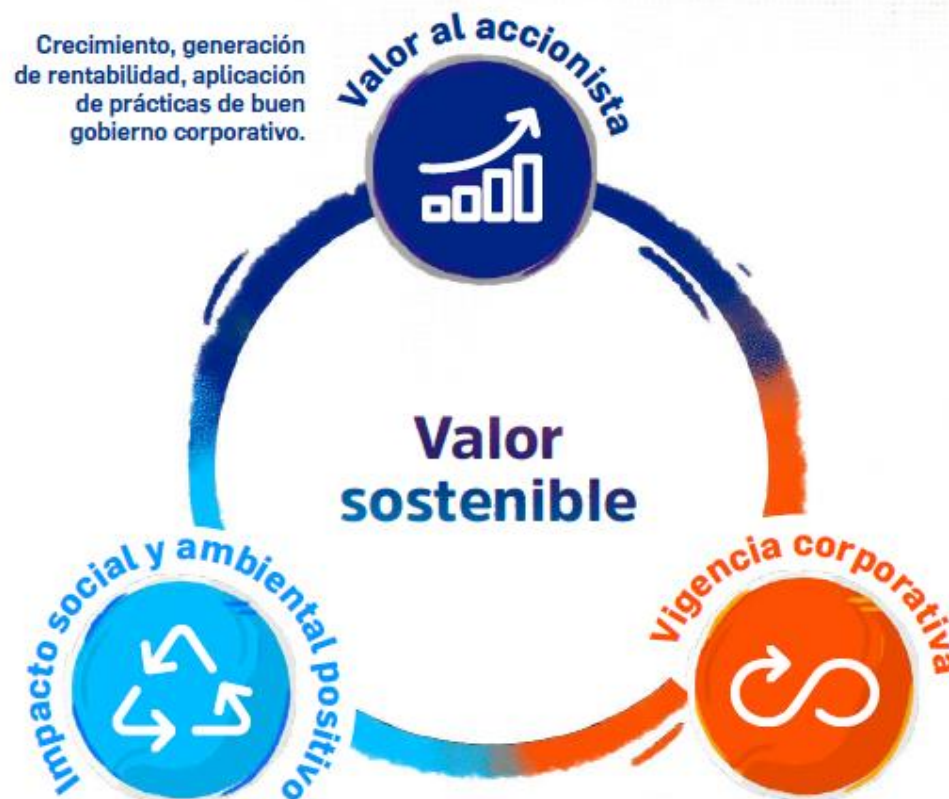 Crecimiento, generación
de rentabilidad, aplicación
de prácticas de buen
gobierno corporativo.
Valor al accionista
Valor
sostenible
Impacto social y ambiental positivo
Vigencia corporativa